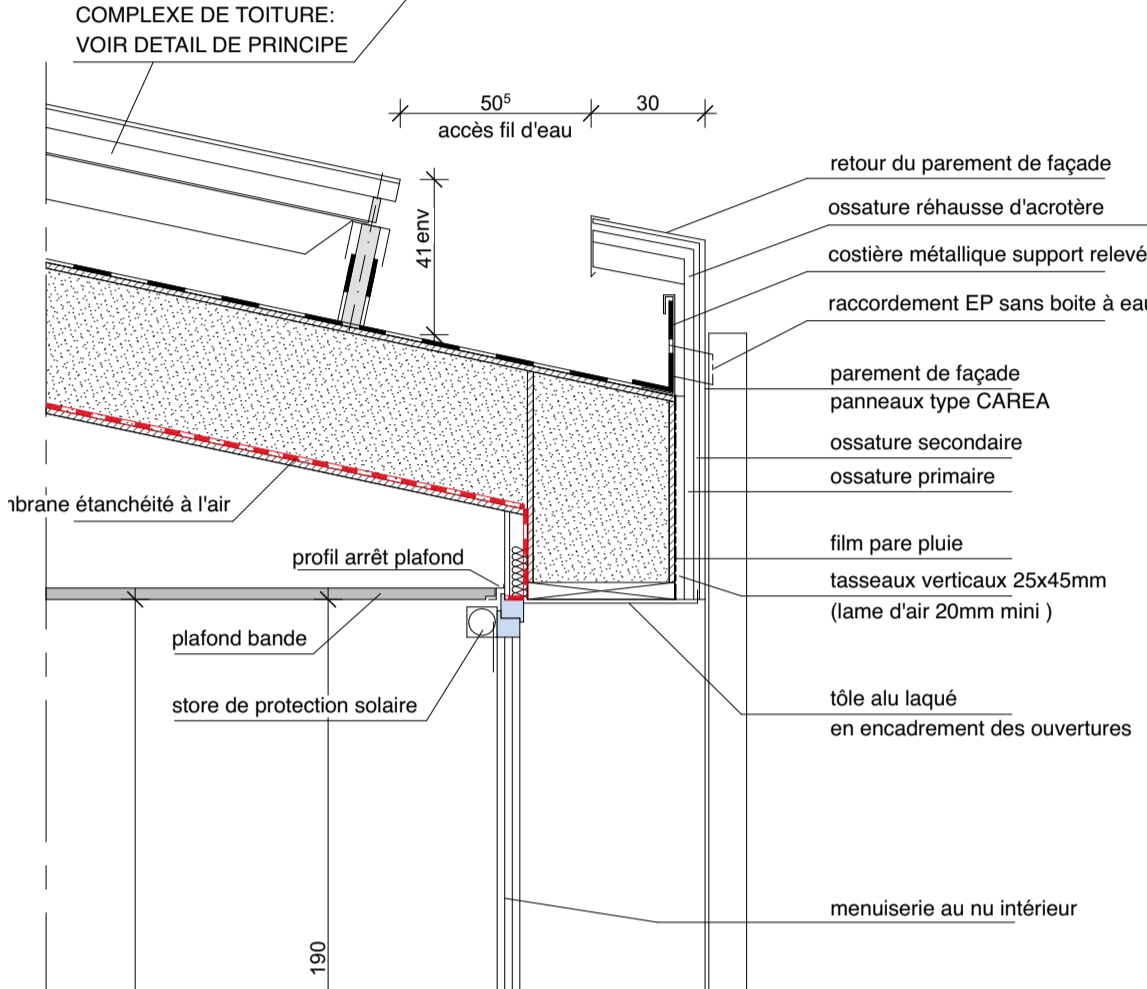 COMPLEXE DE TOITURE:
VOIR DETAIL DE PRINCIPE
50⁵
30
accès fil d'eau
41 env
retour du parement de façade
ossature réhausse d'acrotère
costière métallique support relevé
raccordement EP sans boite à eau
parement de façade
panneaux type CAREA
ossature secondaire
ossature primaire
nbrane étanchéité à l'air
film pare pluie
profil arrêt plafond
tasseaux verticaux 25x45mm
(lame d'air 20mm mini )
plafond bande
store de protection solaire
tôle alu laqué
en encadrement des ouvertures
menuiserie au nu intérieur
190